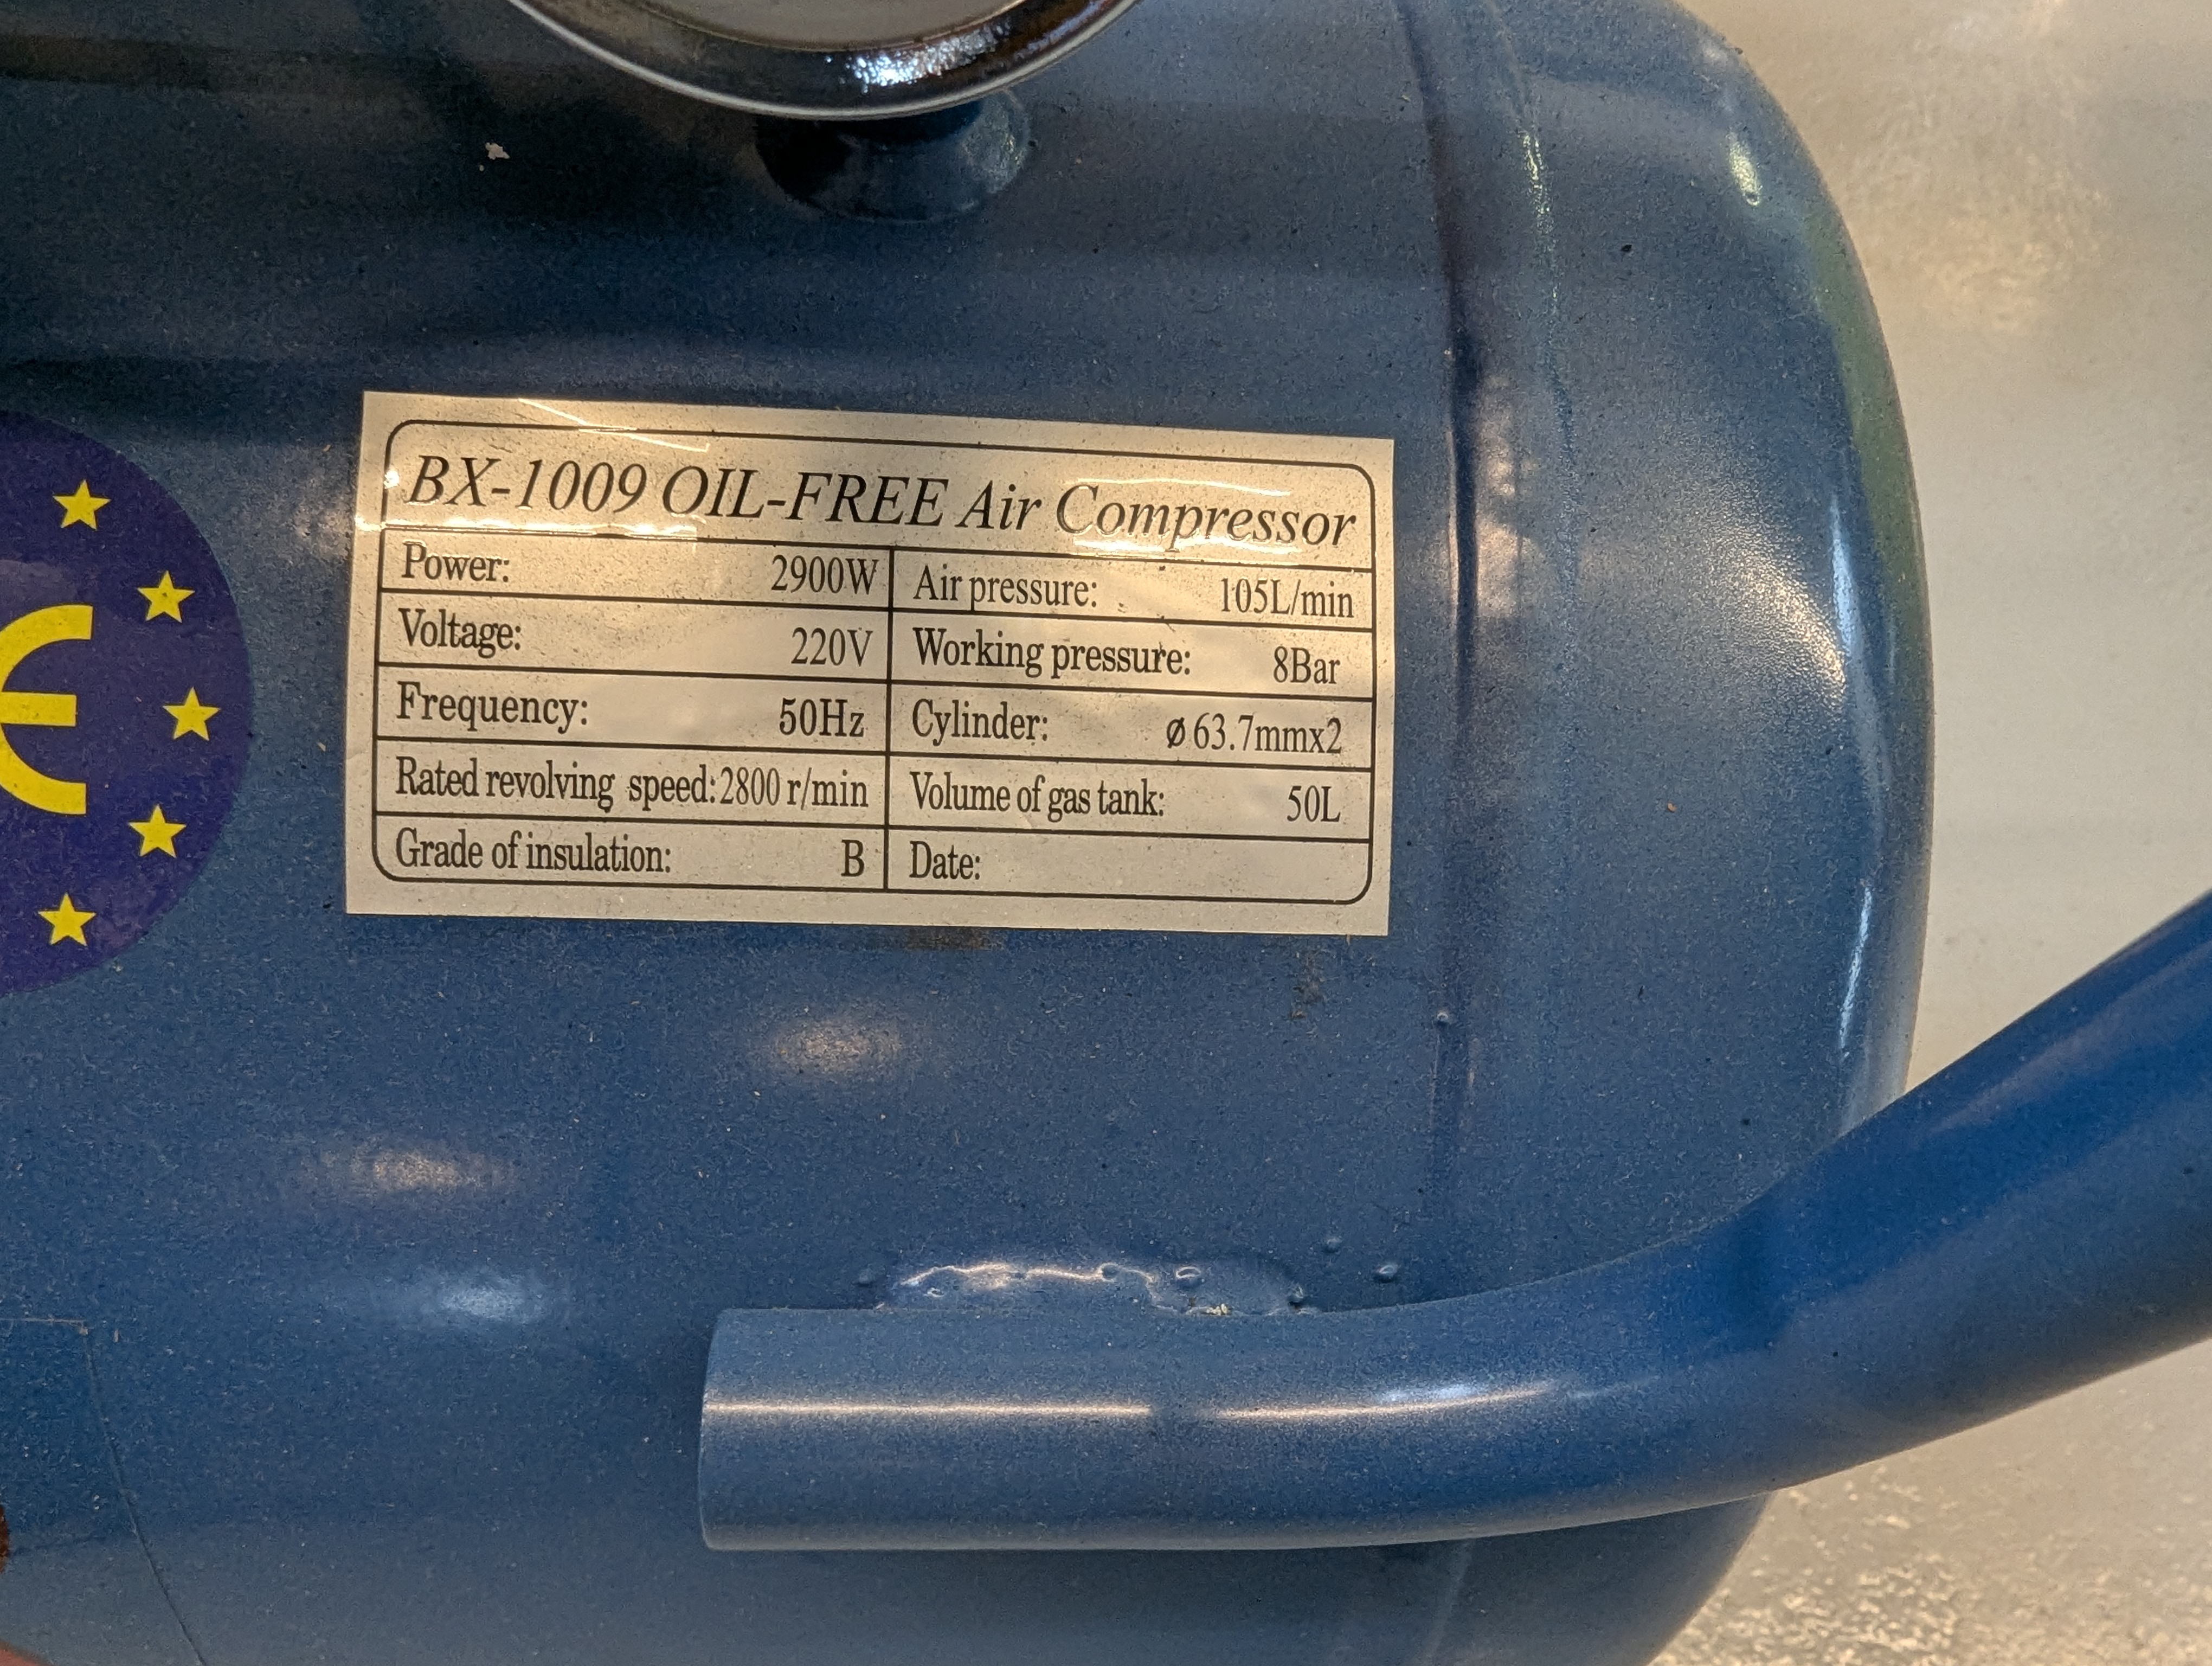 BX-1009 OIL-FREE Air Compressor
Power: 2900W Air pressure: 105L/min
Voltage: 220V Working pressure: 8Bar
Frequency: 50Hz Cylinder: ø63.7mmx2
Rated revolving speed: 2800 r/min Volume of gas tank: 50L
Grade of insulation: B Date: